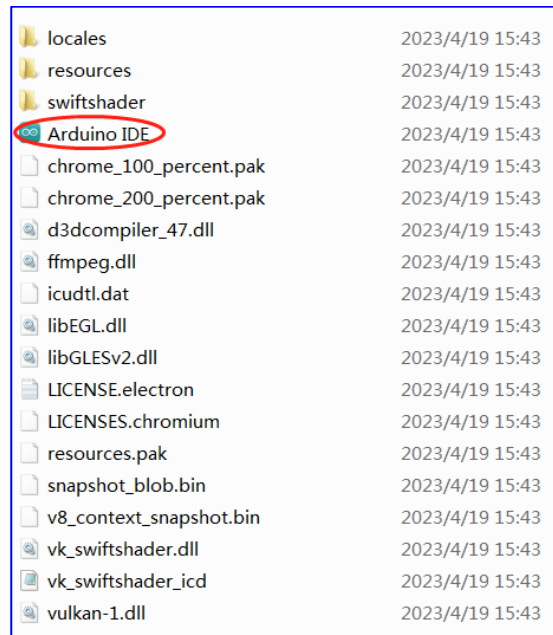 locales 2023/4/19 15:43
resources 2023/4/19 15:43
swiftshader 2023/4/19 15:43
Arduino IDE 2023/4/19 15:43
chrome_100_percent.pak 2023/4/19 15:43
chrome_200_percent.pak 2023/4/19 15:43
d3dcompiler_47.dll 2023/4/19 15:43
ffmpeg.dll 2023/4/19 15:43
icudtl.dat 2023/4/19 15:43
libEGL.dll 2023/4/19 15:43
libGLESv2.dll 2023/4/19 15:43
LICENSE.electron 2023/4/19 15:43
LICENSES.chromium 2023/4/19 15:43
resources.pak 2023/4/19 15:43
snapshot_blob.bin 2023/4/19 15:43
v8_context_snapshot.bin 2023/4/19 15:43
vk_swiftshader.dll 2023/4/19 15:43
vk_swiftshader_icd 2023/4/19 15:43
vulkan-1.dll 2023/4/19 15:43